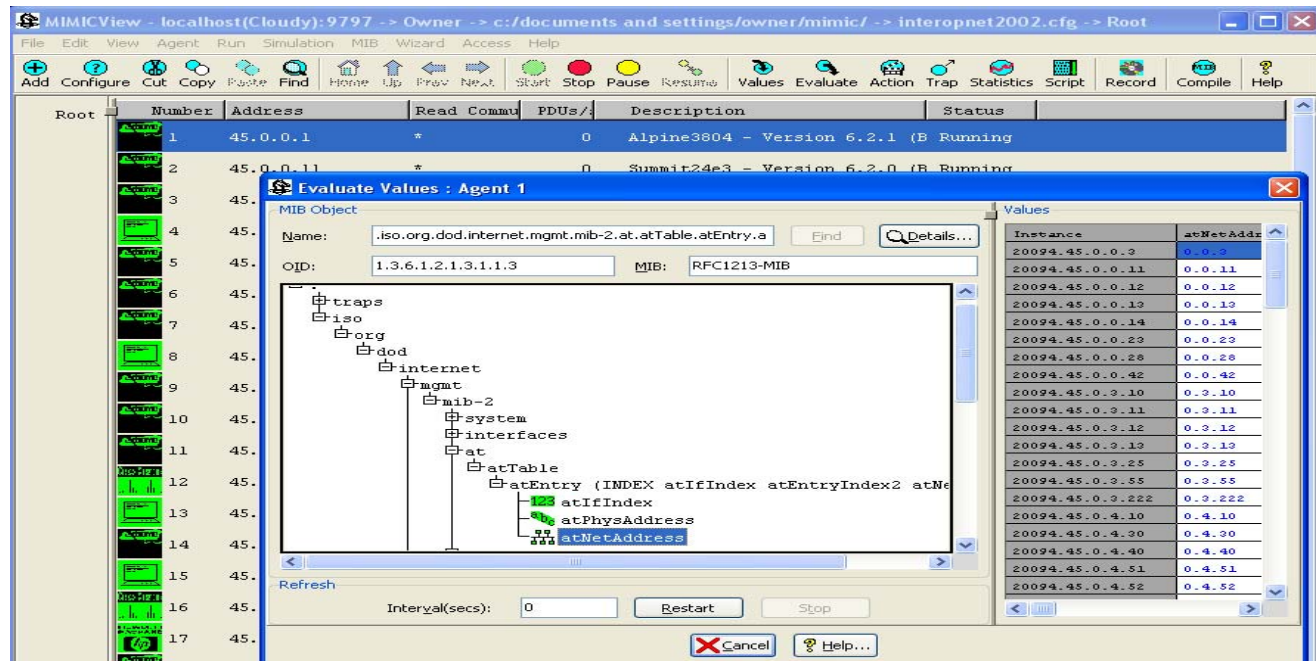 MIMICView - localhost(Cloudy):9797 -> Owner -> c:/documents and settings/owner/mimic/ -> interopnet2002.cfg -> Root
File Edit View Agent Run Simulation MIB Wizard Access Help
Add Configure Cut Copy Paste Find Home Up Prev Next Start Stop Pause Resume Values Evaluate Action Trap Statistics Script Record Compile Help
Root Number Address Read Commu PDUs/ Description Status
1 45.0.0.1 * 0 Alpine3804 - Version 6.2.1 (B Running
2 45.0.0.11 * 0 Summit24e3 - Version 6.2.0 (B Running
3 45.
4 45.
5 45.
6 45.
7 45.
8 45.
9 45.
10 45.
11 45.
12 45.
13 45.
14 45.
15 45.
16 45.
17 45.
Evaluate Values : Agent 1
MIB Object
Name: .iso.org.dod.internet.mgmt.mib-2.at.atTable.atEntry.a Find Details...
OID: 1.3.6.1.2.1.3.1.1.3 MIB: RFC1213-MIB
traps
iso
org
dod
internet
mgmt
mib-2
system
interfaces
at
atTable
atEntry (INDEX atIfIndex atEntryIndex2 atNe
123 atIfIndex
abc atPhysAddress
atNetAddress
Refresh
Interval(secs): 0 Restart Stop
Cancel Help...
Values
Instance atNetAddr
20094.45.0.0.3 0.0.3
20094.45.0.0.11 0.0.11
20094.45.0.0.12 0.0.12
20094.45.0.0.13 0.0.13
20094.45.0.0.14 0.0.14
20094.45.0.0.23 0.0.23
20094.45.0.0.28 0.0.28
20094.45.0.0.42 0.0.42
20094.45.0.3.10 0.3.10
20094.45.0.3.11 0.3.11
20094.45.0.3.12 0.3.12
20094.45.0.3.13 0.3.13
20094.45.0.3.25 0.3.25
20094.45.0.3.55 0.3.55
20094.45.0.3.222 0.3.222
20094.45.0.4.10 0.4.10
20094.45.0.4.30 0.4.30
20094.45.0.4.40 0.4.40
20094.45.0.4.51 0.4.51
20094.45.0.4.52 0.4.52